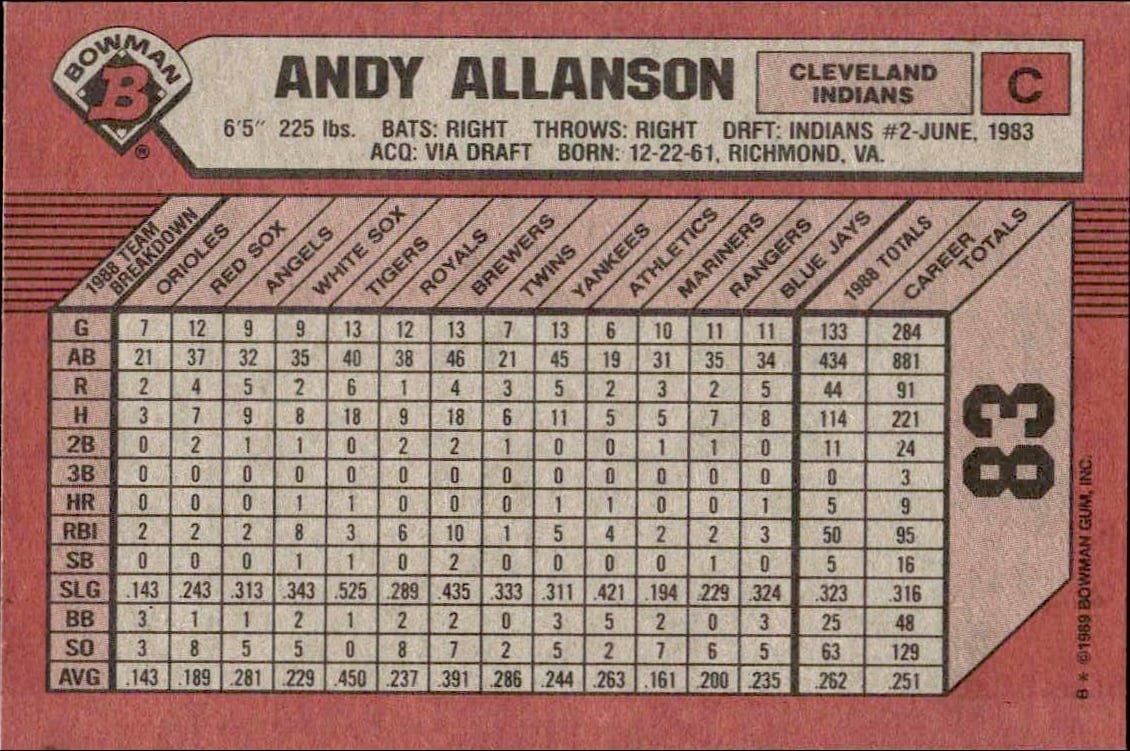 BOWMAN
B
®
ANDY ALLANSON
CLEVELAND
INDIANS
C
6'5" 225 lbs. BATS: RIGHT THROWS: RIGHT DRFT: INDIANS #2-JUNE, 1983
ACQ: VIA DRAFT BORN: 12-22-61, RICHMOND, VA.
1988 TEAM BREAKDOWN ORIOLES RED SOX ANGELS WHITE SOX TIGERS ROYALS BREWERS TWINS YANKEES ATHLETICS MARINERS RANGERS BLUE JAYS 1988 TOTALS CAREER TOTALS
G 7 12 9 9 13 12 13 7 13 6 10 11 11 133 284
AB 21 37 32 35 40 38 46 21 45 19 31 35 34 434 881
R 2 4 5 2 6 1 4 3 5 2 3 2 5 44 91
H 3 7 9 8 18 9 18 6 11 5 5 7 8 114 221
2B 0 2 1 1 0 2 2 1 0 0 1 1 0 11 24
3B 0 0 0 0 0 0 0 0 0 0 0 0 0 0 3
HR 0 0 0 1 1 0 0 0 1 1 0 0 1 5 9
RBI 2 2 2 8 3 6 10 1 5 4 2 2 3 50 95
SB 0 0 0 1 1 0 2 0 0 0 0 1 0 5 16
SLG .143 .243 .313 .343 .525 .289 .435 .333 .311 .421 .194 .229 .324 .323 .316
BB 3 1 1 2 1 2 2 0 3 5 2 0 3 25 48
SO 3 8 5 5 0 8 7 2 5 2 7 6 5 63 129
AVG .143 .189 .281 .229 .450 .237 .391 .286 .244 .263 .161 .200 .235 .262 .251
83
B * ©1989 BOWMAN GUM, INC.